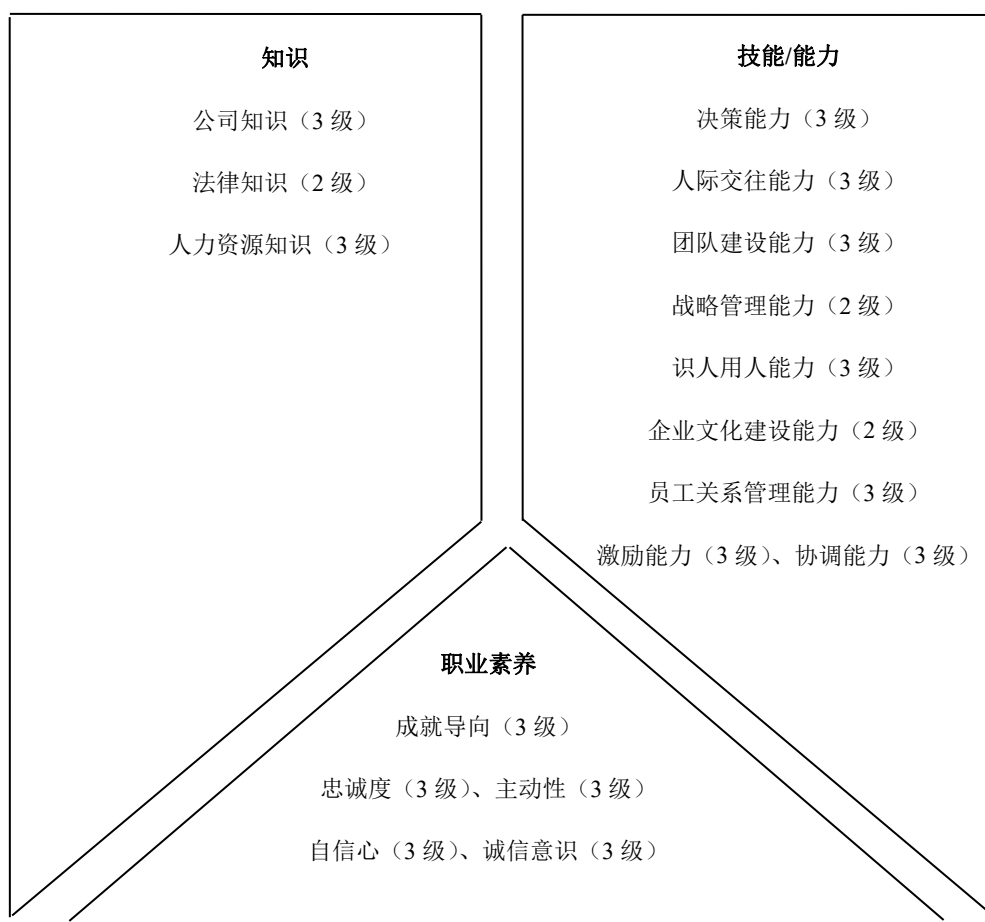 知识
公司知识（3 级）
法律知识（2 级）
人力资源知识（3 级）
技能/能力
决策能力（3 级）
人际交往能力（3 级）
团队建设能力（3 级）
战略管理能力（2 级）
识人用人能力（3 级）
企业文化建设能力（2 级）
员工关系管理能力（3 级）
激励能力（3 级）、协调能力（3 级）
职业素养
成就导向（3 级）
忠诚度（3 级）、主动性（3 级）
自信心（3 级）、诚信意识（3 级）